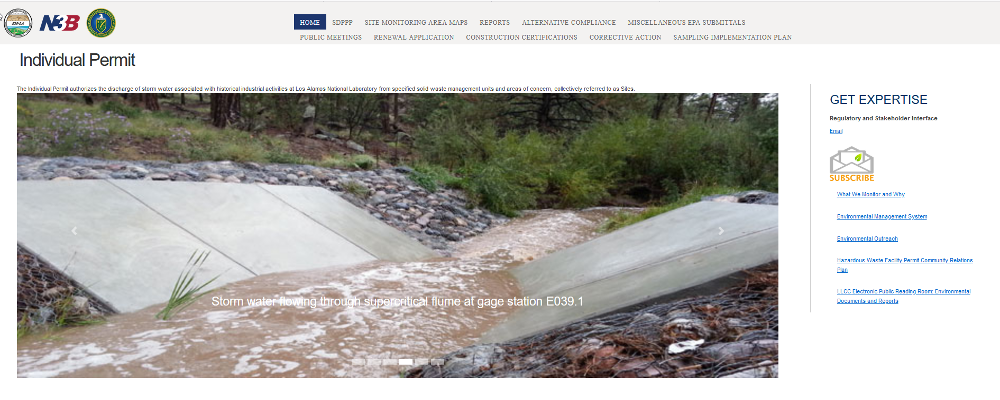 EM-LA
N3B
HOME SDPPP SITE MONITORING AREA MAPS REPORTS ALTERNATIVE COMPLIANCE MISCELLANEOUS EPA SUBMITTALS
PUBLIC MEETINGS RENEWAL APPLICATION CONSTRUCTION CERTIFICATIONS CORRECTIVE ACTION SAMPLING IMPLEMENTATION PLAN
Individual Permit
The Individual Permit authorizes the discharge of storm water associated with historical industrial activities at Los Alamos National Laboratory from specified solid waste management units and areas of concern, collectively referred to as Sites.
Storm water flowing through supercritical flume at gage station E039.1
GET EXPERTISE
Regulatory and Stakeholder Interface
Email
SUBSCRIBE
What We Monitor and Why
Environmental Management System
Environmental Outreach
Hazardous Waste Facility Permit Community Relations
Plan
LLCC Electronic Public Reading Room: Environmental
Documents and Reports